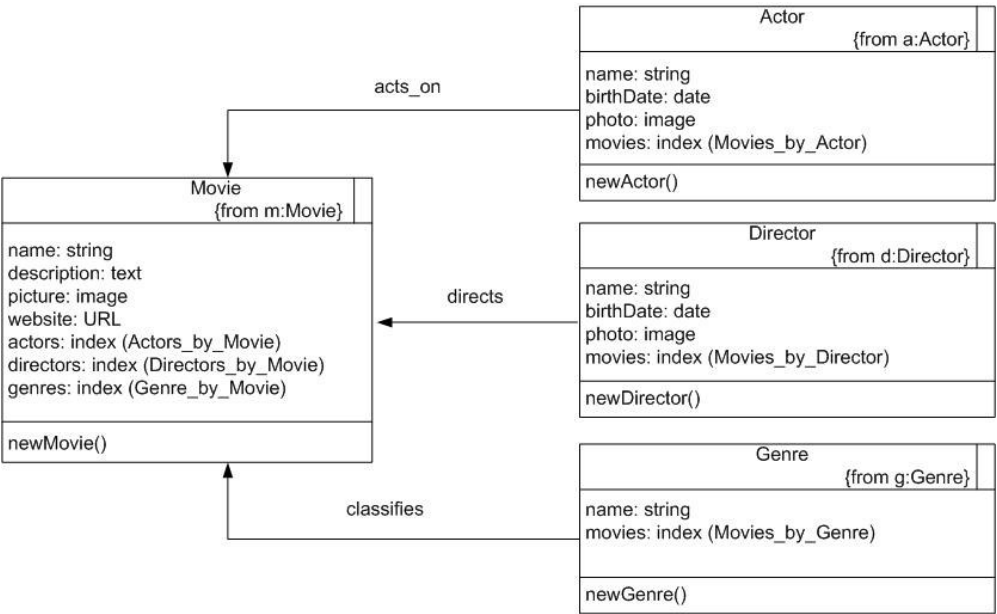 Actor
{from a:Actor}
name: string
birthDate: date
photo: image
movies: index (Movies_by_Actor)
newActor()
acts_on
Movie
{from m:Movie}
name: string
description: text
picture: image
website: URL
actors: index (Actors_by_Movie)
directors: index (Directors_by_Movie)
genres: index (Genre_by_Movie)
newMovie()
directs
Director
{from d:Director}
name: string
birthDate: date
photo: image
movies: index (Movies_by_Director)
newDirector()
classifies
Genre
{from g:Genre}
name: string
movies: index (Movies_by_Genre)
newGenre()